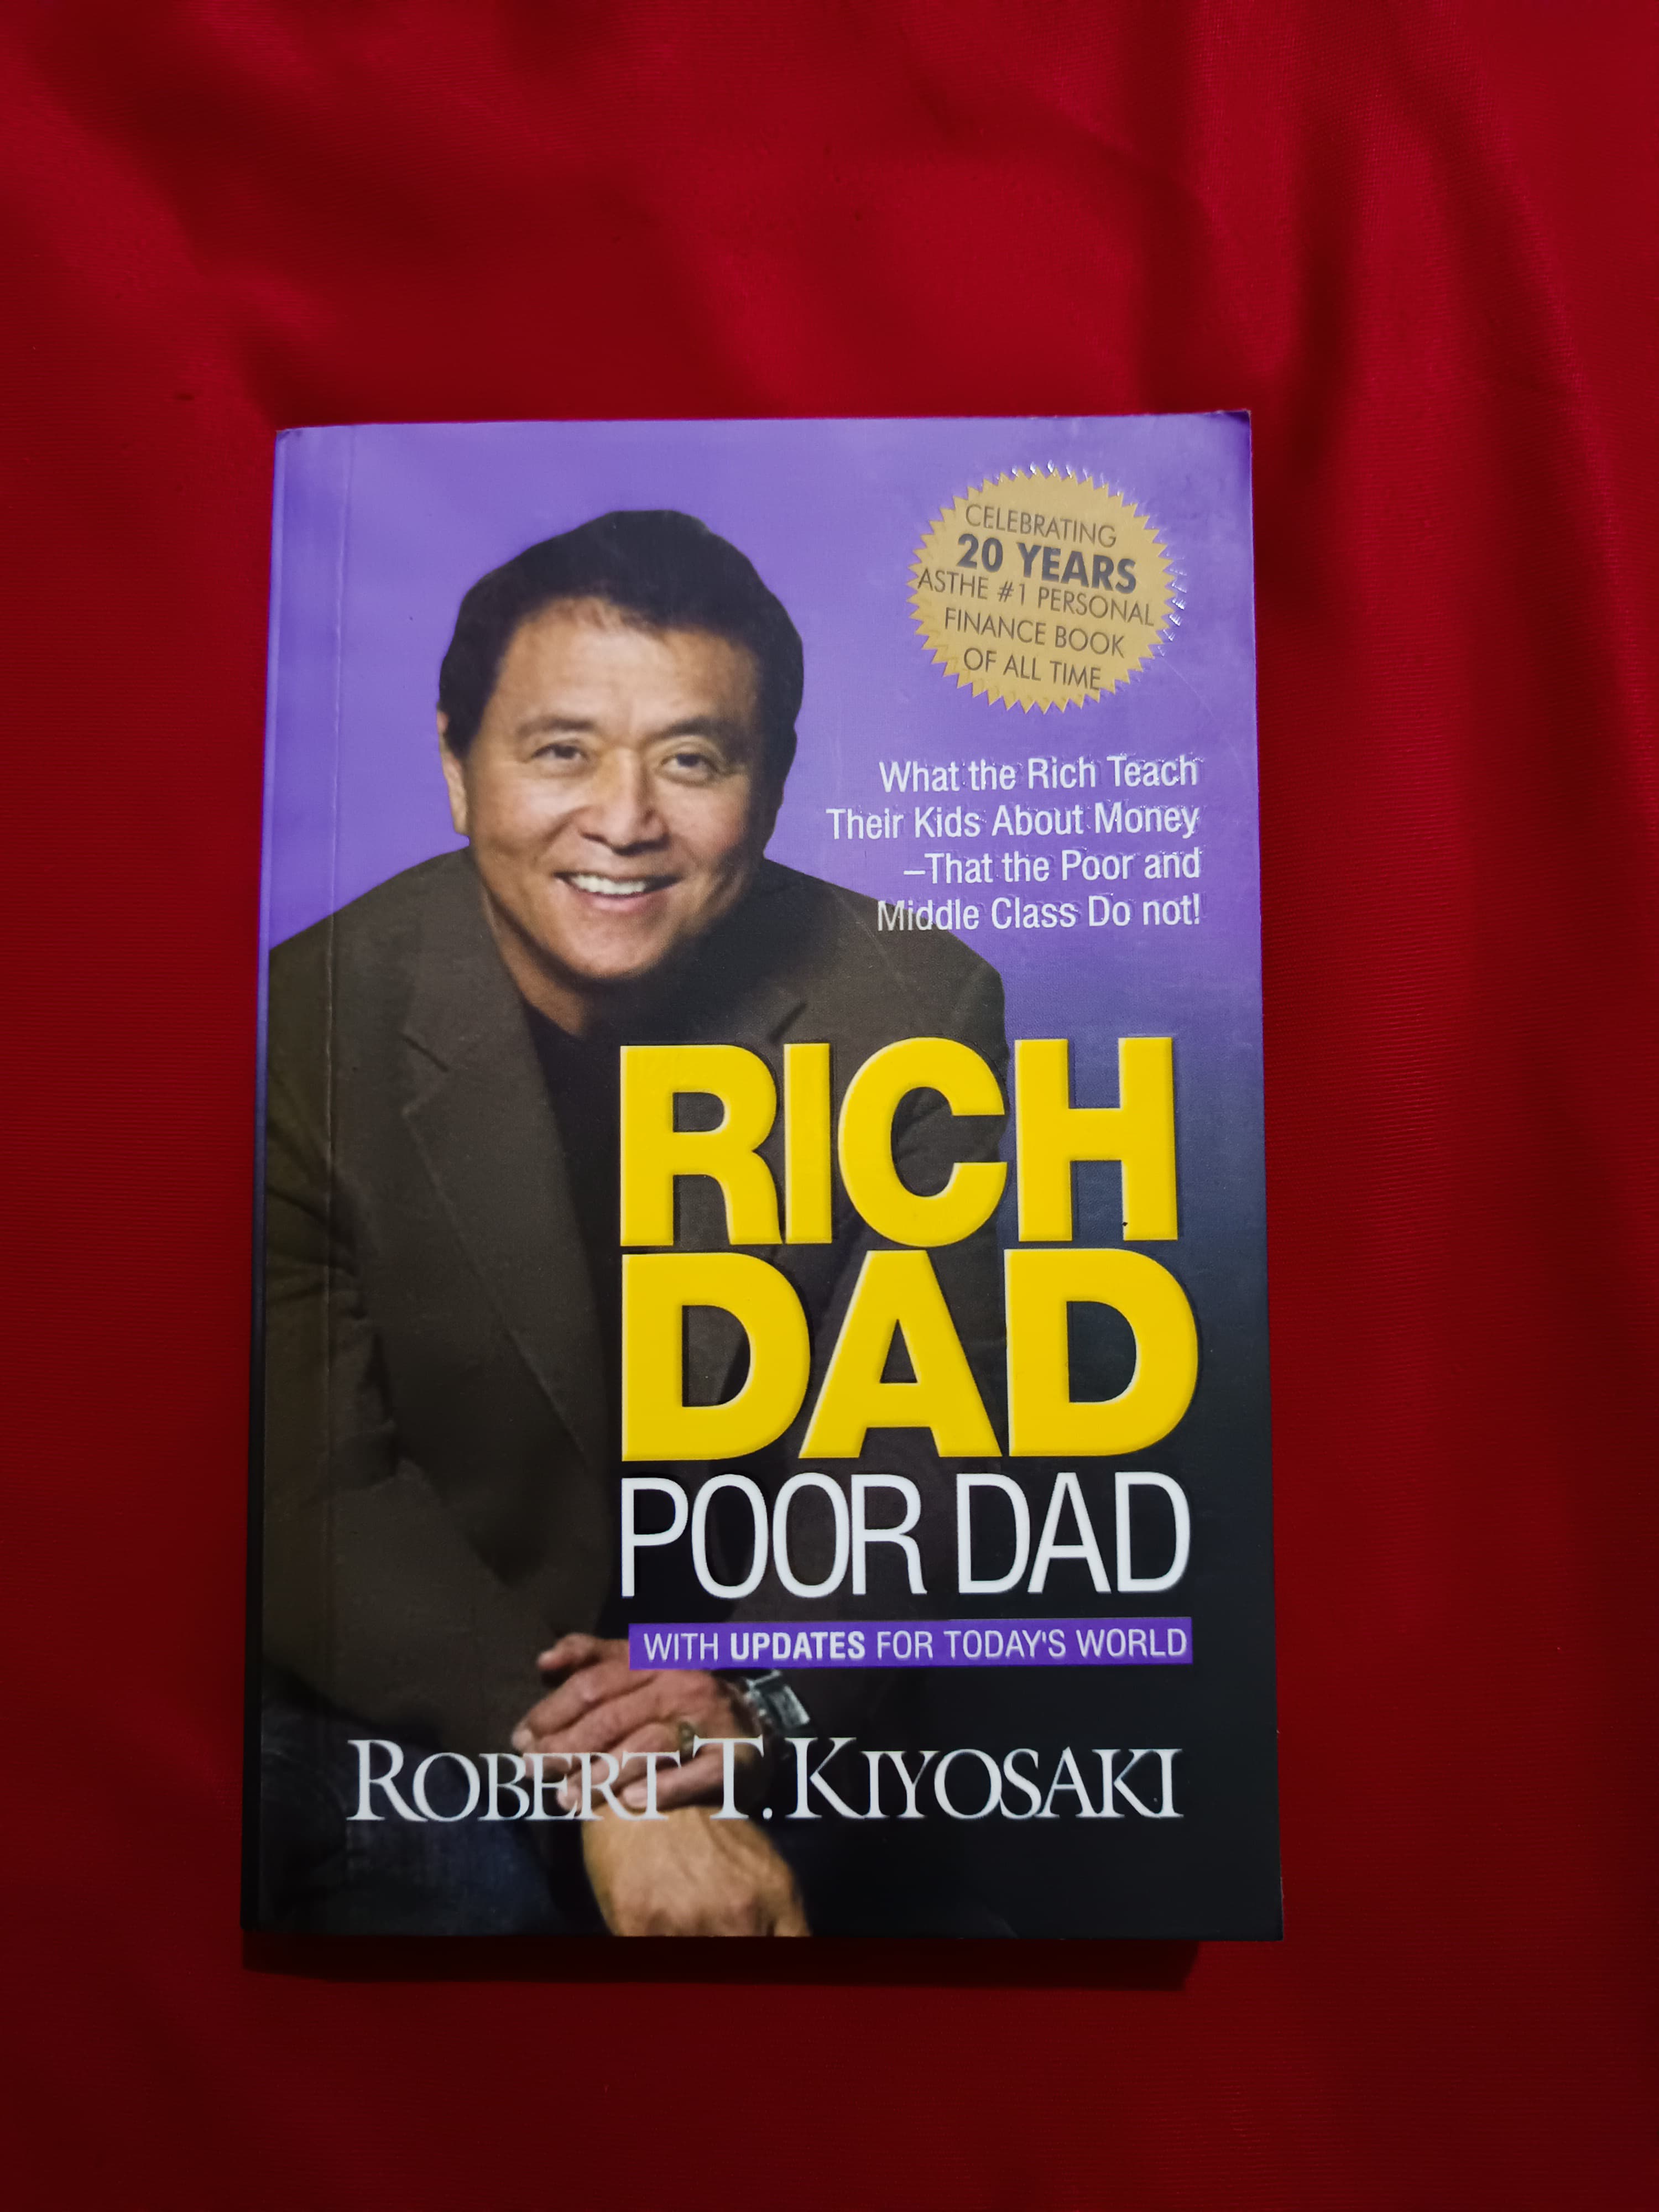 CELEBRATING
20 YEARS
ASTHE #1 PERSONAL
FINANCE BOOK
OF ALL TIME
What the Rich Teach
Their Kids About Money
–That the Poor and
Middle Class Do not!
RICH
DAD
POOR DAD
WITH UPDATES FOR TODAY'S WORLD
ROBERT T. KIYOSAKI